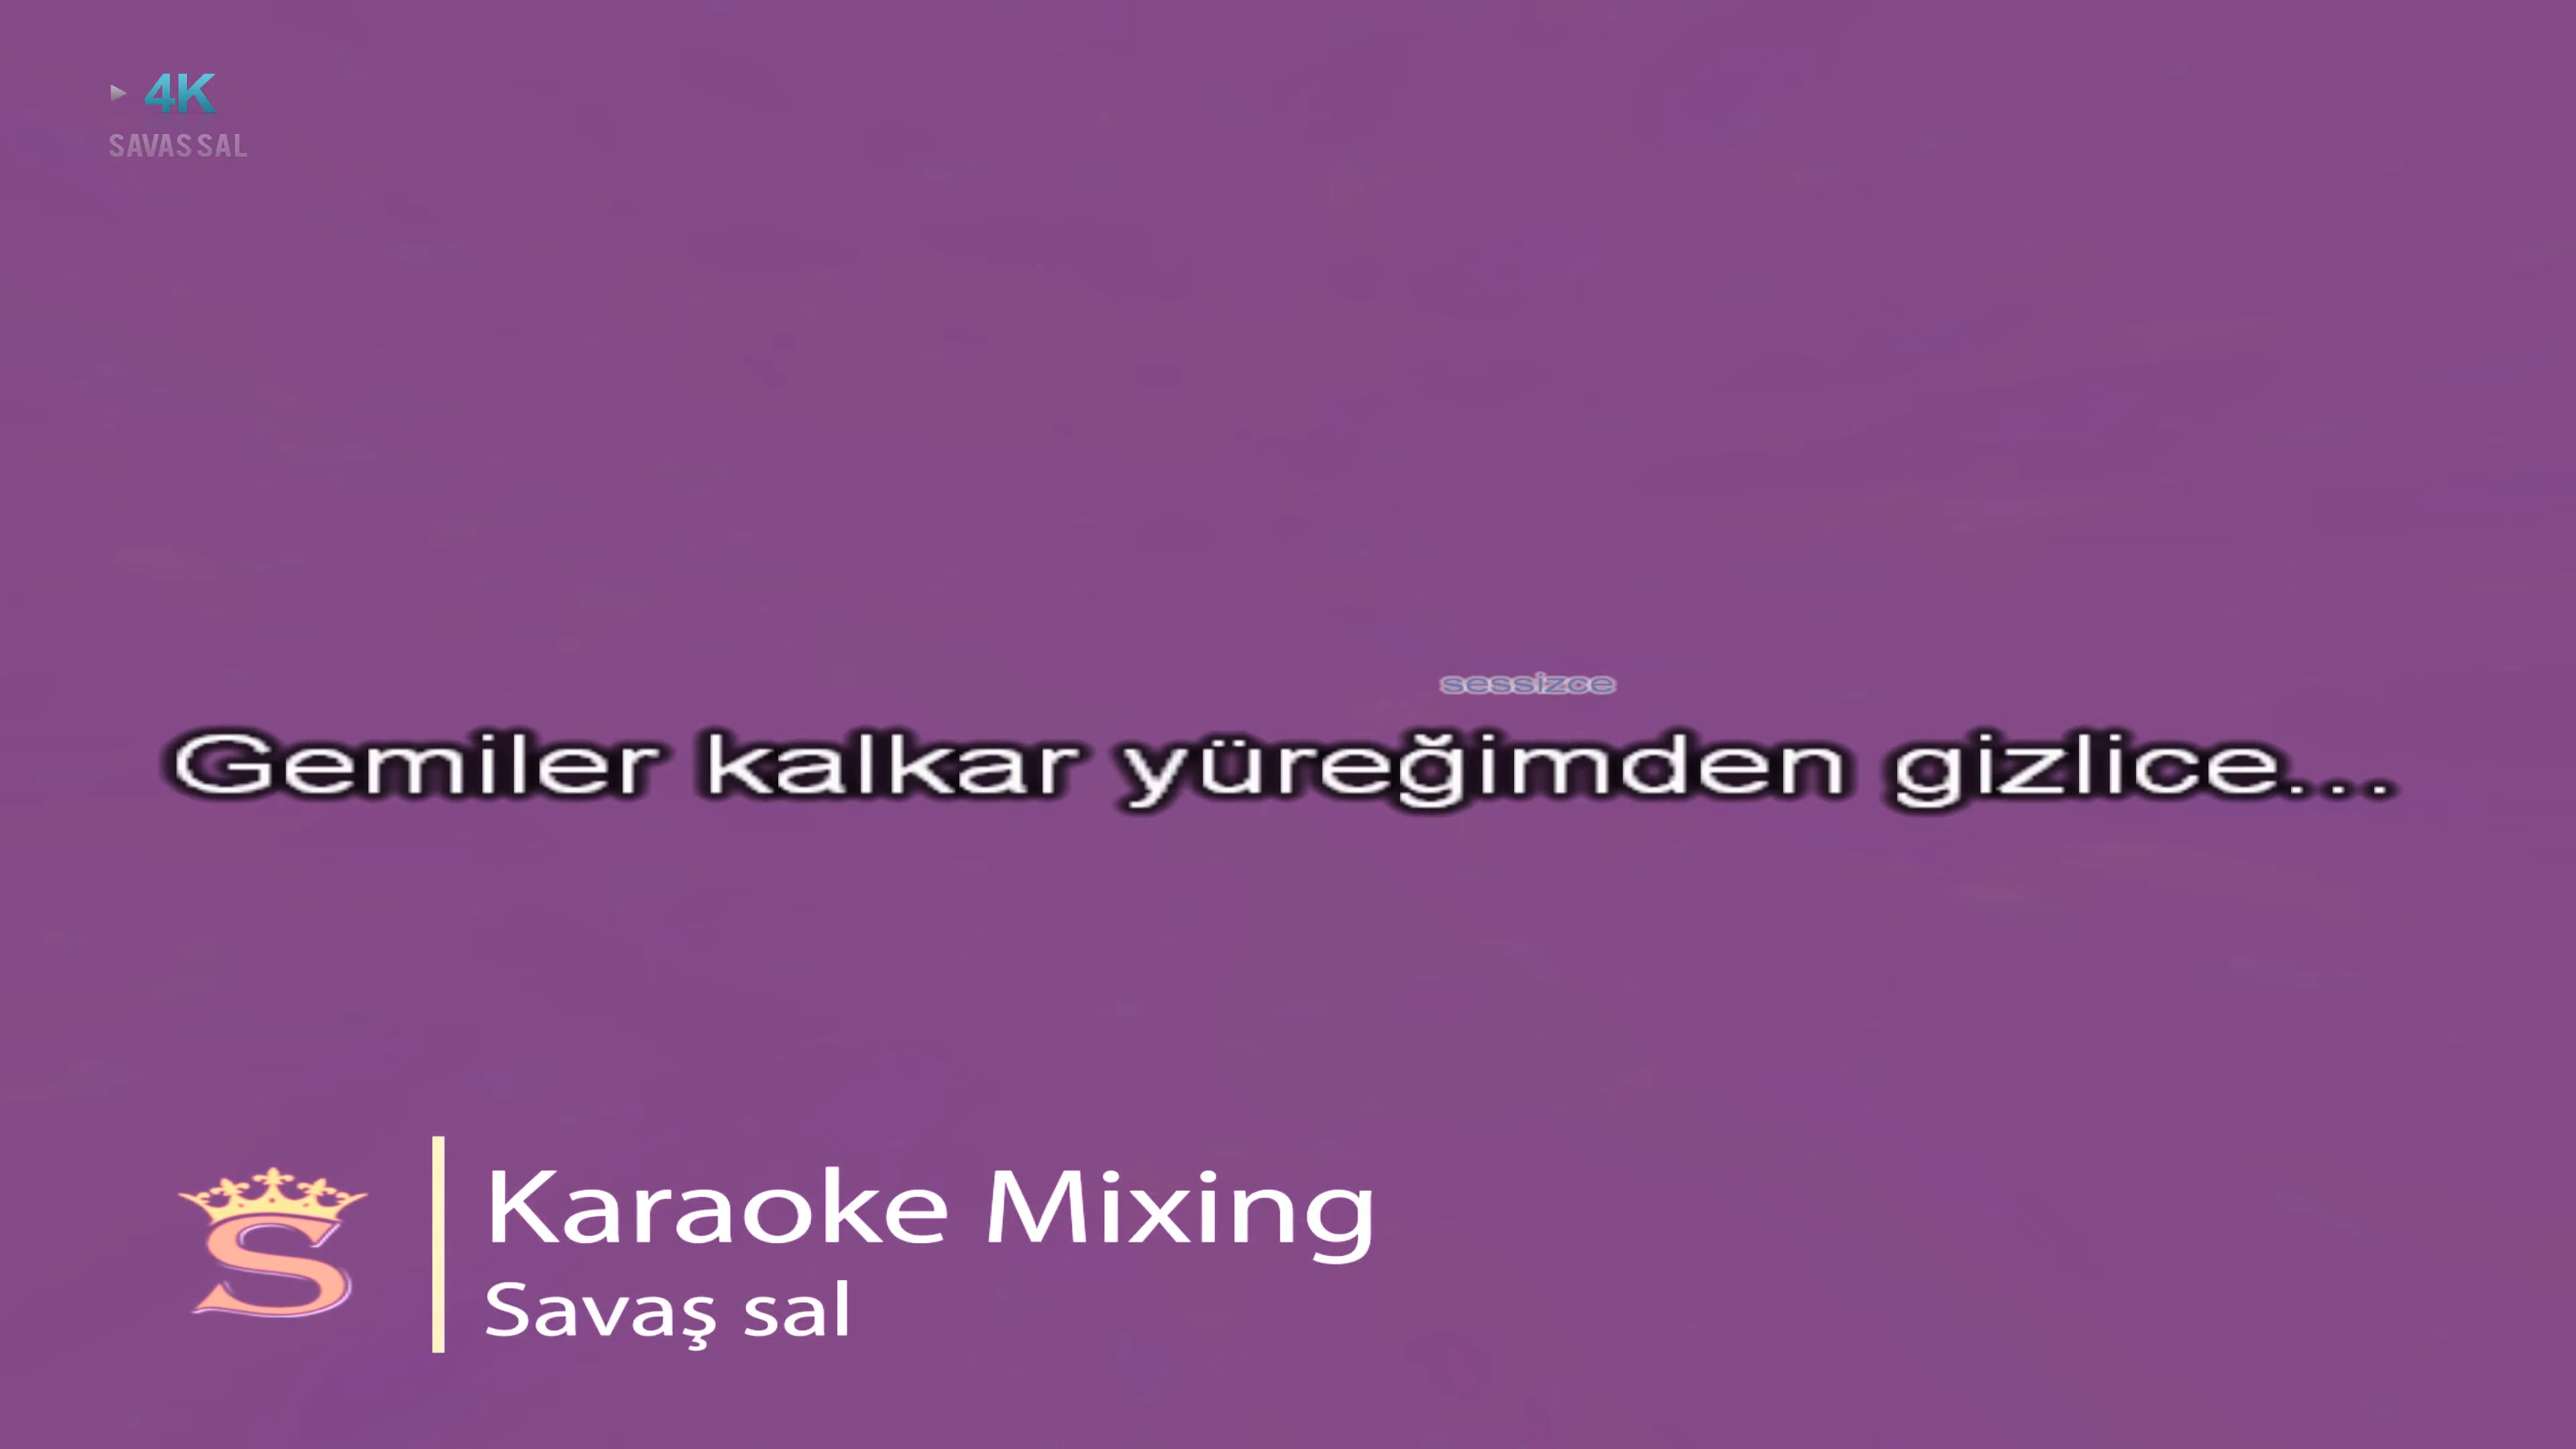 4K
SAVAS SAL
sessizce
Gemiler kalkar yüreğimden gizlice...
S
Karaoke Mixing
Savaş sal